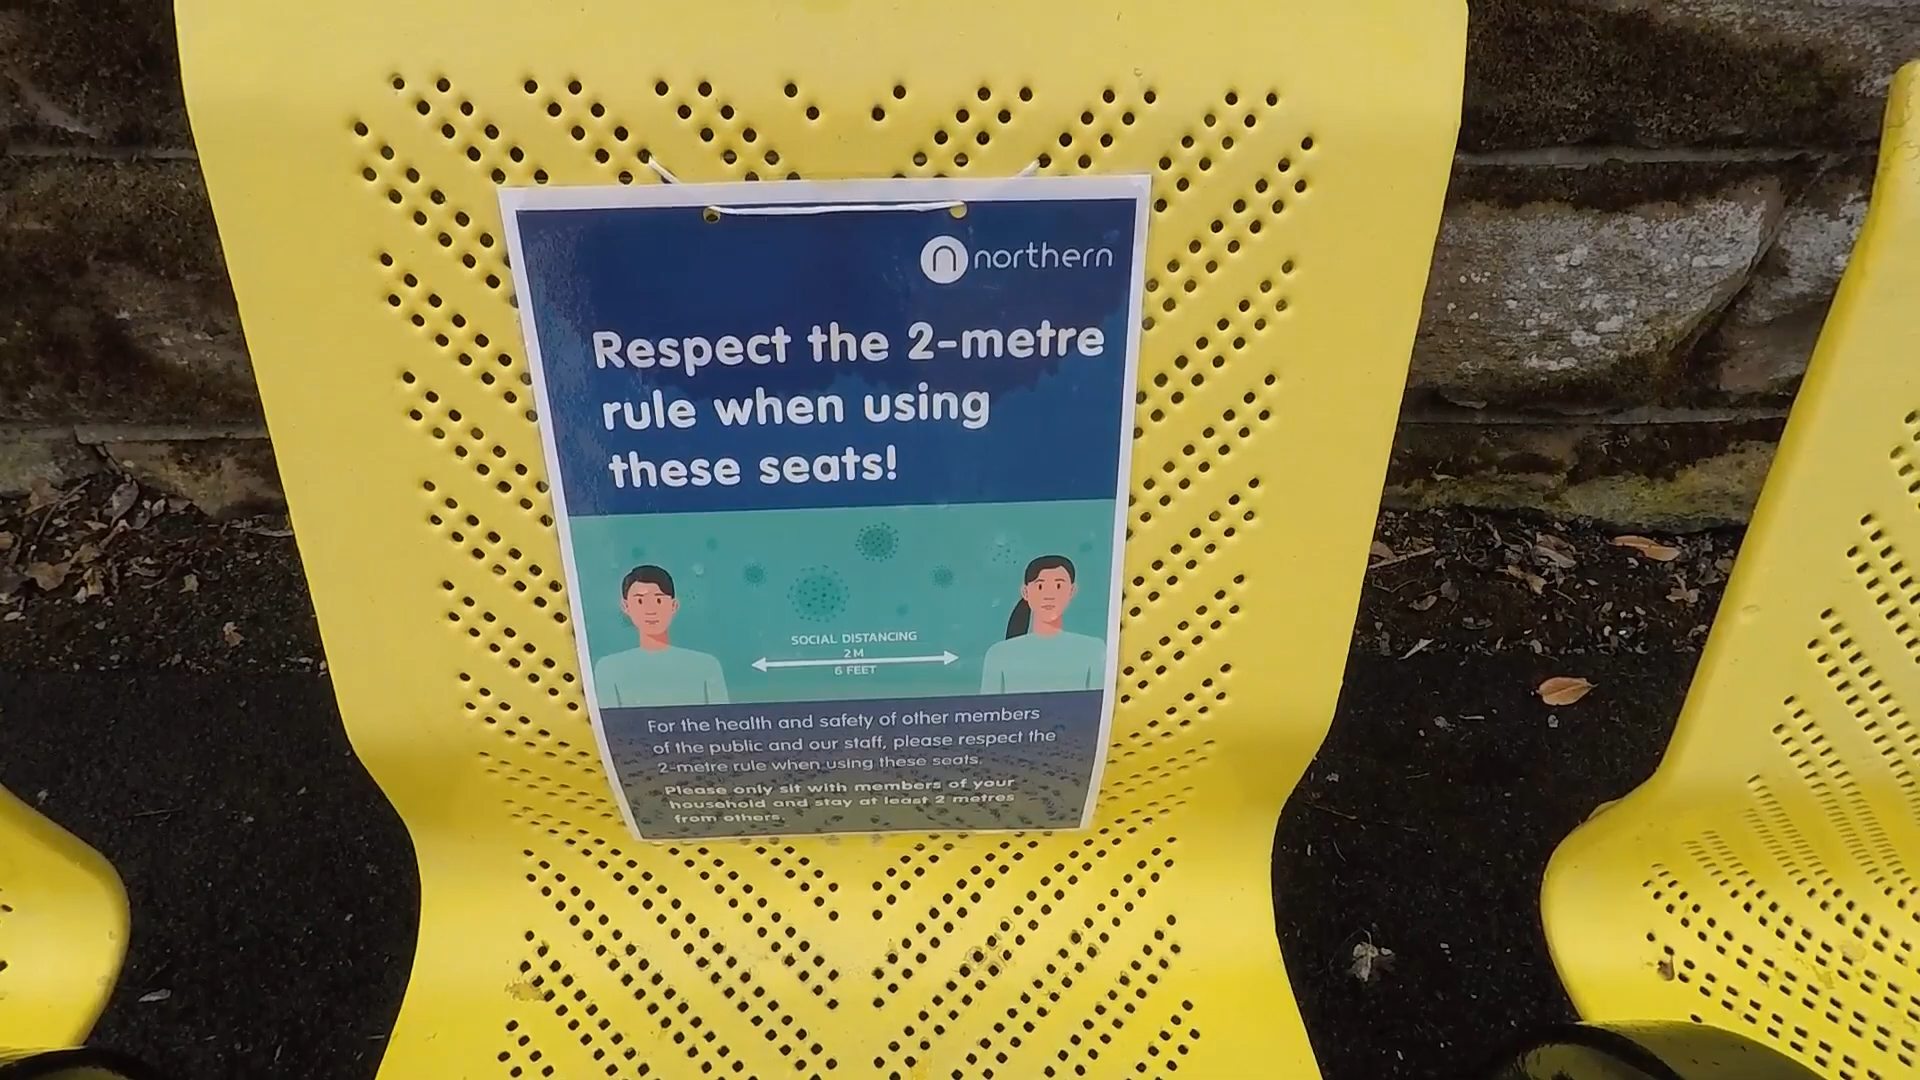 northern
Respect the 2-metre
rule when using
these seats!
SOCIAL DISTANCING
2M
6 FEET
For the health and safety of other members
of the public and our staff, please respect the
2-metre rule when using these seats.
Please only sit with members of your
household and stay at least 2 metres
from others.